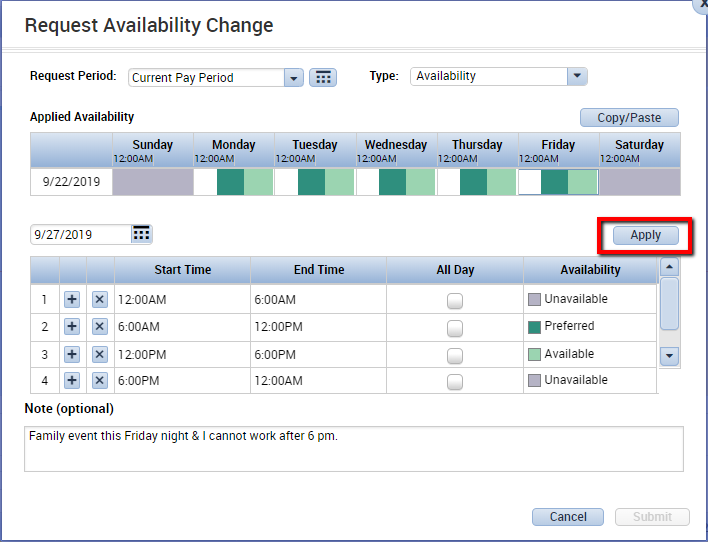 x
Request Availability Change
Request Period: Current Pay Period Type: Availability
Applied Availability Copy/Paste
Sunday Monday Tuesday Wednesday Thursday Friday Saturday
12:00AM 12:00AM 12:00AM 12:00AM 12:00AM 12:00AM 12:00AM
9/22/2019
9/27/2019 Apply
Start Time End Time All Day Availability
1 + × 12:00AM 6:00AM Unavailable
2 + × 6:00AM 12:00PM Preferred
3 + × 12:00PM 6:00PM Available
4 + × 6:00PM 12:00AM Unavailable
Note (optional)
Family event this Friday night & I cannot work after 6 pm.
Cancel Submit